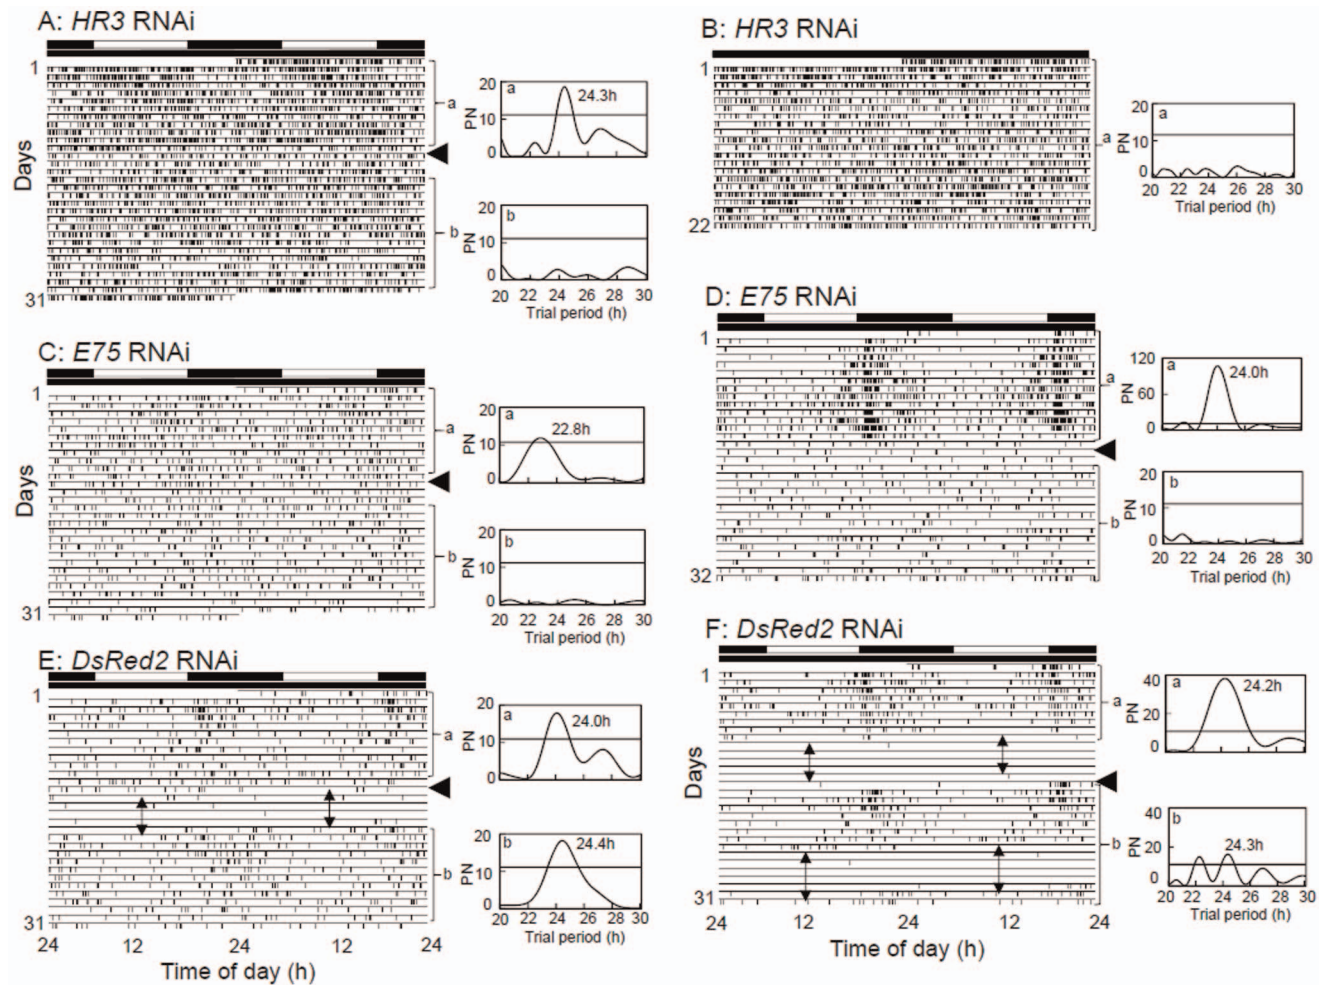 A: HR3 RNAi
1
Days
31
a
b
20
a
24.3h
PN
10
0
20
b
PN
10
0
20 22 24 26 28 30
Trial period (h)
B: HR3 RNAi
1
22
a
20
a
PN
10
0
20 22 24 26 28 30
Trial period (h)
C: E75 RNAi
1
Days
31
a
b
20
a
22.8h
PN
10
0
20
b
PN
10
0
20 22 24 26 28 30
Trial period (h)
D: E75 RNAi
1
32
a
b
120
a
24.0h
PN
60
0
20
b
PN
10
0
20 22 24 26 28 30
Trial period (h)
E: DsRed2 RNAi
1
31
a
b
24 12 24 12 24
Time of day (h)
20
a
24.0h
PN
10
0
20
b
24.4h
PN
10
0
20 22 24 26 28 30
Trial period (h)
F: DsRed2 RNAi
1
Days
31
a
b
24 12 24 12 24
Time of day (h)
40
a
24.2h
PN
20
0
40
b
24.3h
PN
20
0
20 22 24 26 28 30
Trial period (h)